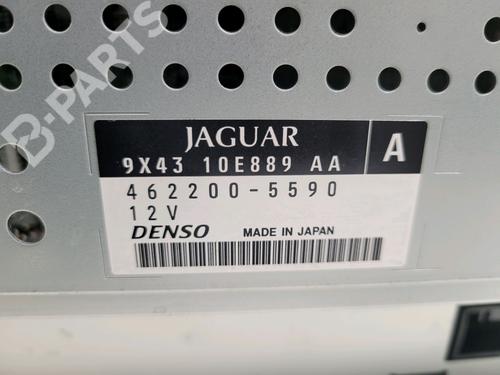 B-PARTS
JAGUAR
9X43 10E889 AA
A
462200-5590
12V
DENSO MADE IN JAPAN